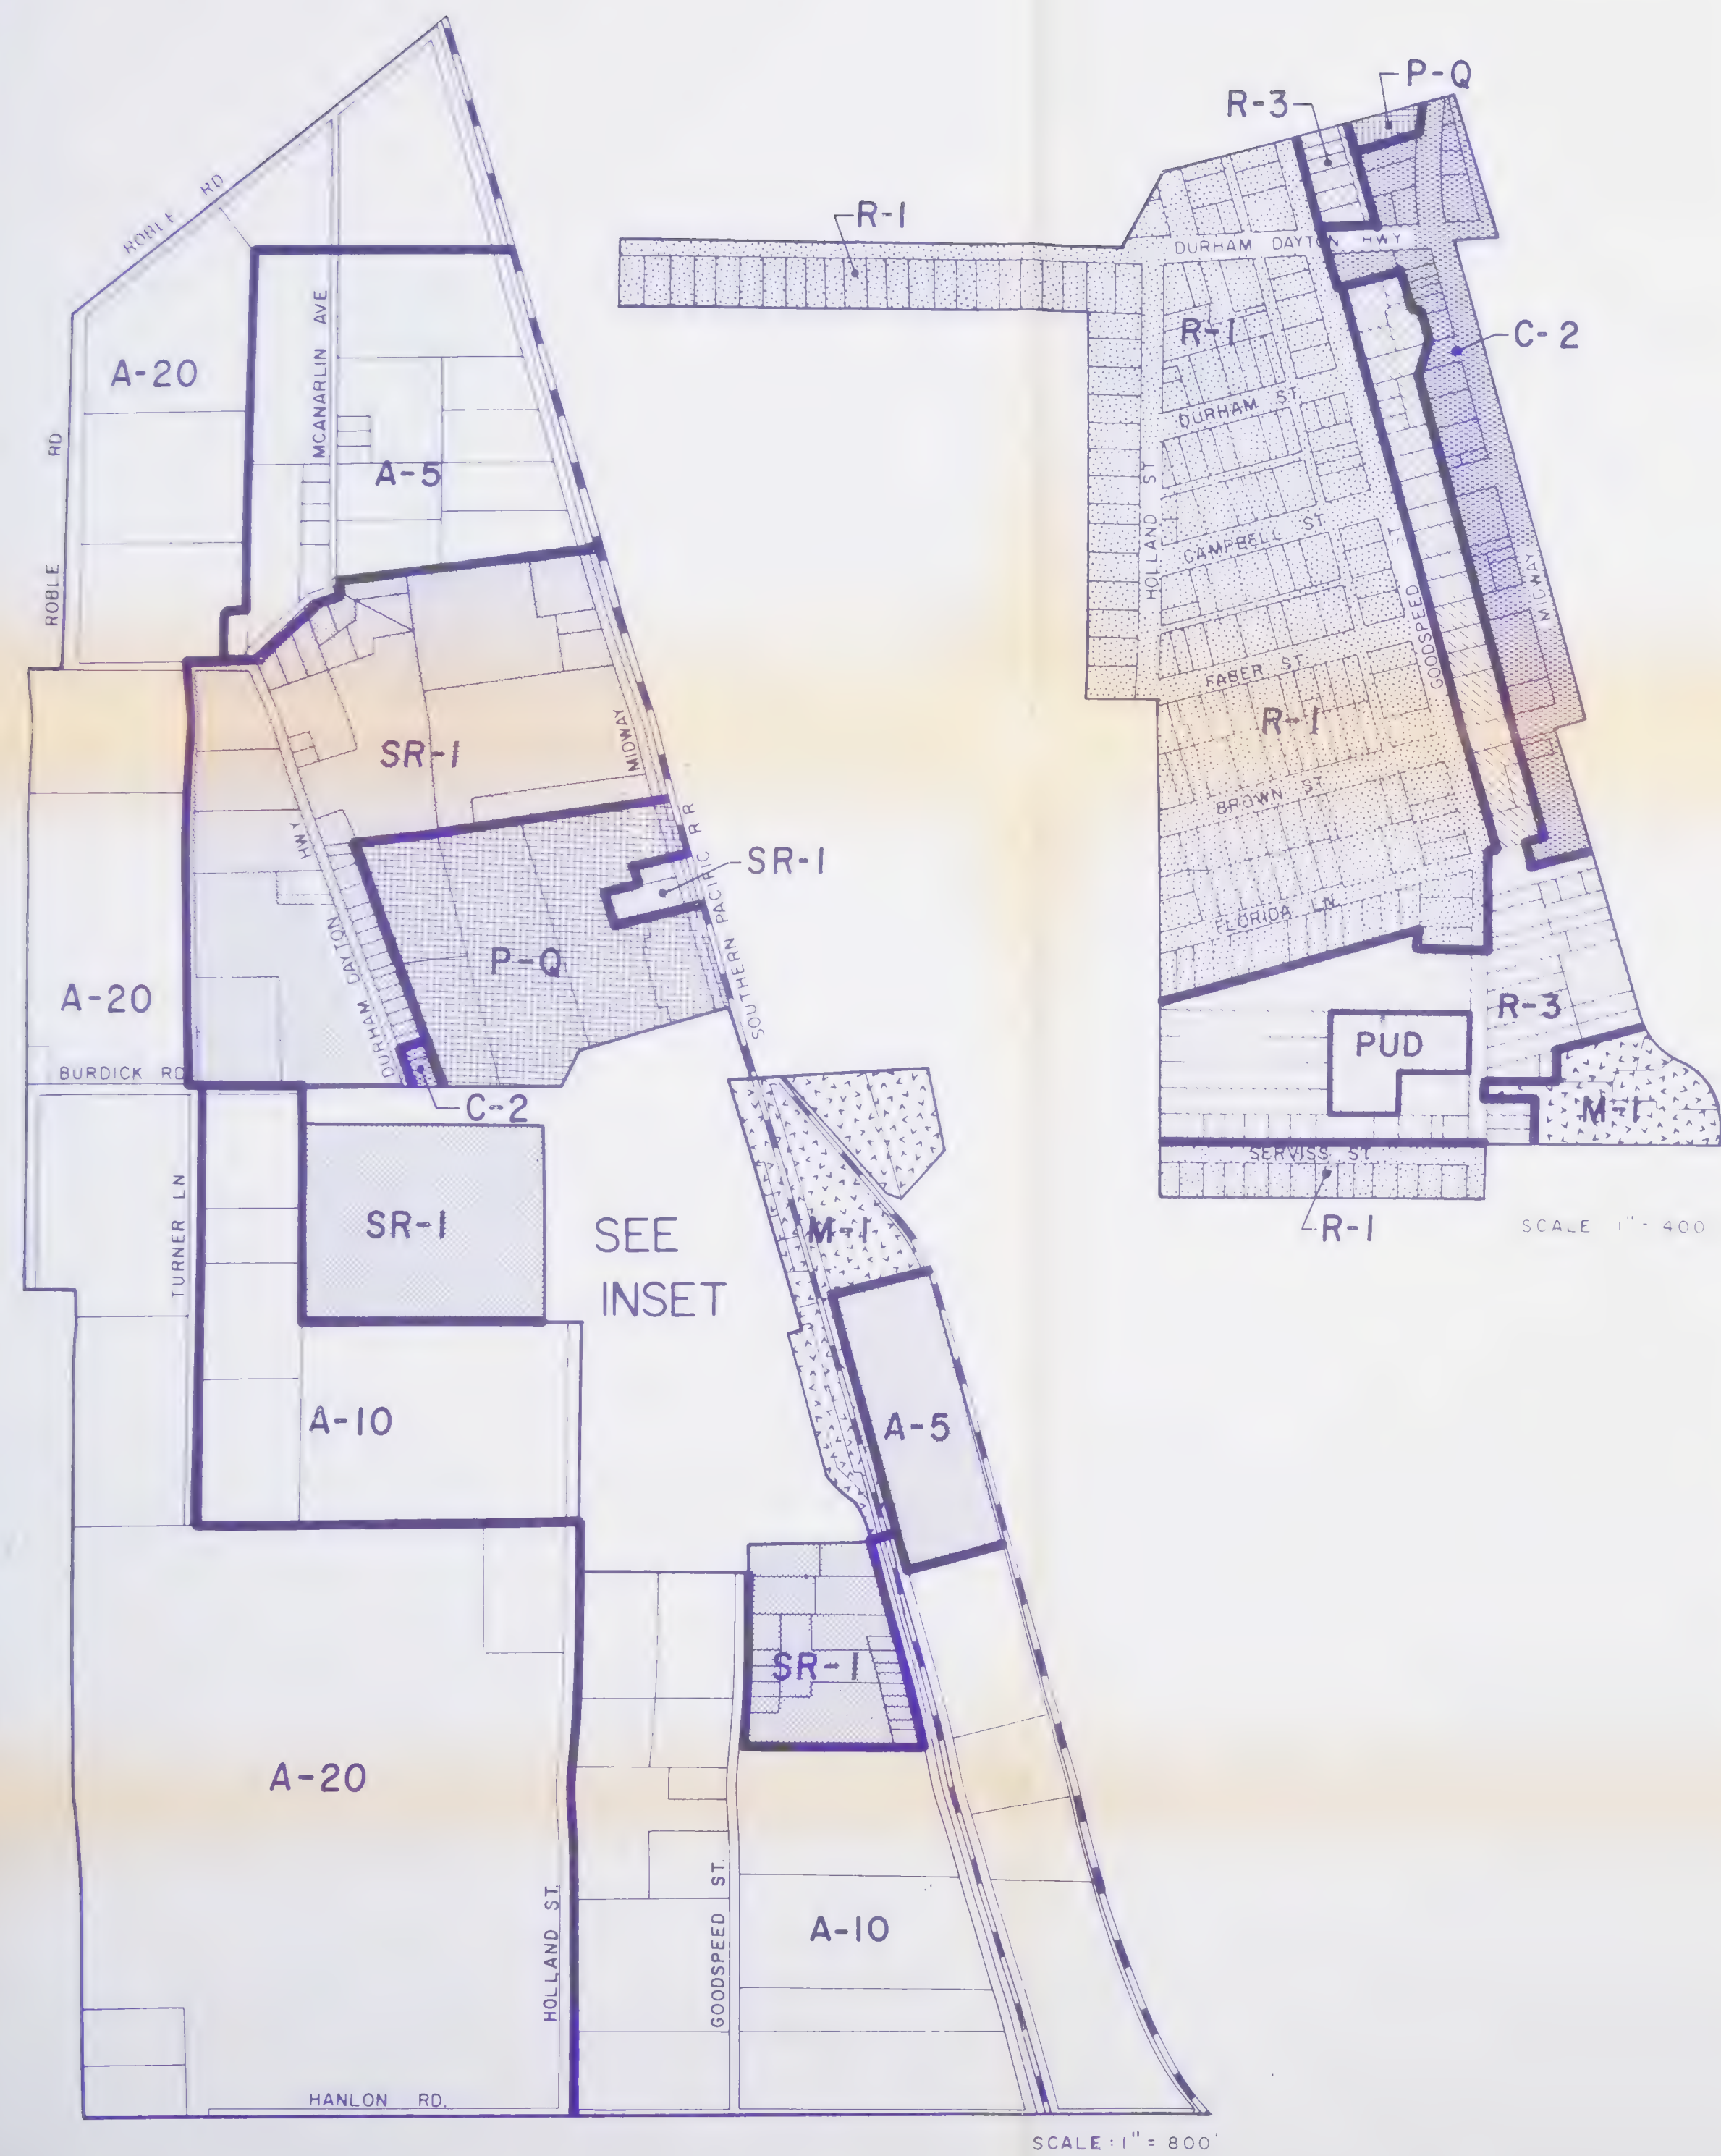 ROBLE RD
A-20
MCANARLIN AVE
A-5
ROBLE RD
SR-1
MIDWAY
HWY
DURHAM DAYTON
SOUTHERN PACIFIC R R
SR-1
P-Q
A-20
BURDICK RD
C-2
TURNER LN
SR-1
SEE
INSET
M-1
A-10
A-5
SR-1
A-20
HOLLAND ST.
GOODSPEED ST.
A-10
HANLON RD.
SCALE: 1" = 800'
P-Q
R-3
R-1
DURHAM DAYTON HWY
R-1
C-2
DURHAM ST
HOLLAND ST
CAMPBELL ST
GOODSPEED ST
MIDWAY
FABER ST
R-1
BROWN ST
FLORIDA LN
R-3
PUD
M-1
SERVISS ST
R-1
SCALE 1" = 400